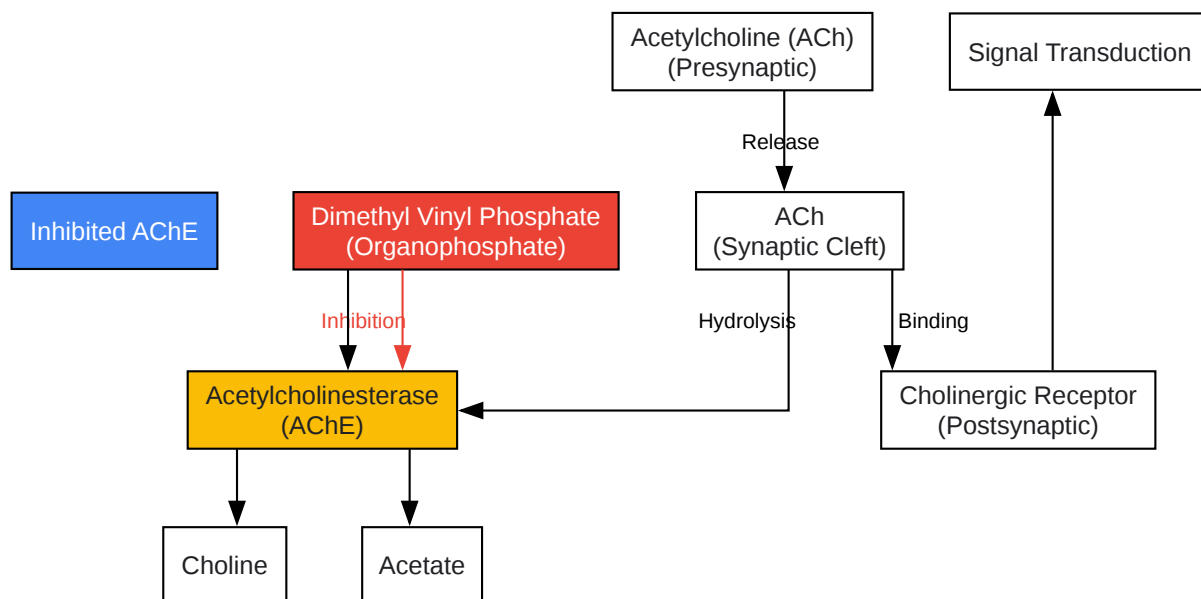 Acetylcholine (ACh)
(Presynaptic)
Signal Transduction
Release
Inhibited AChE
Dimethyl Vinyl Phosphate
(Organophosphate)
ACh
(Synaptic Cleft)
Inhibition
Hydrolysis
Binding
Acetylcholinesterase
(AChE)
Cholinergic Receptor
(Postsynaptic)
Choline
Acetate